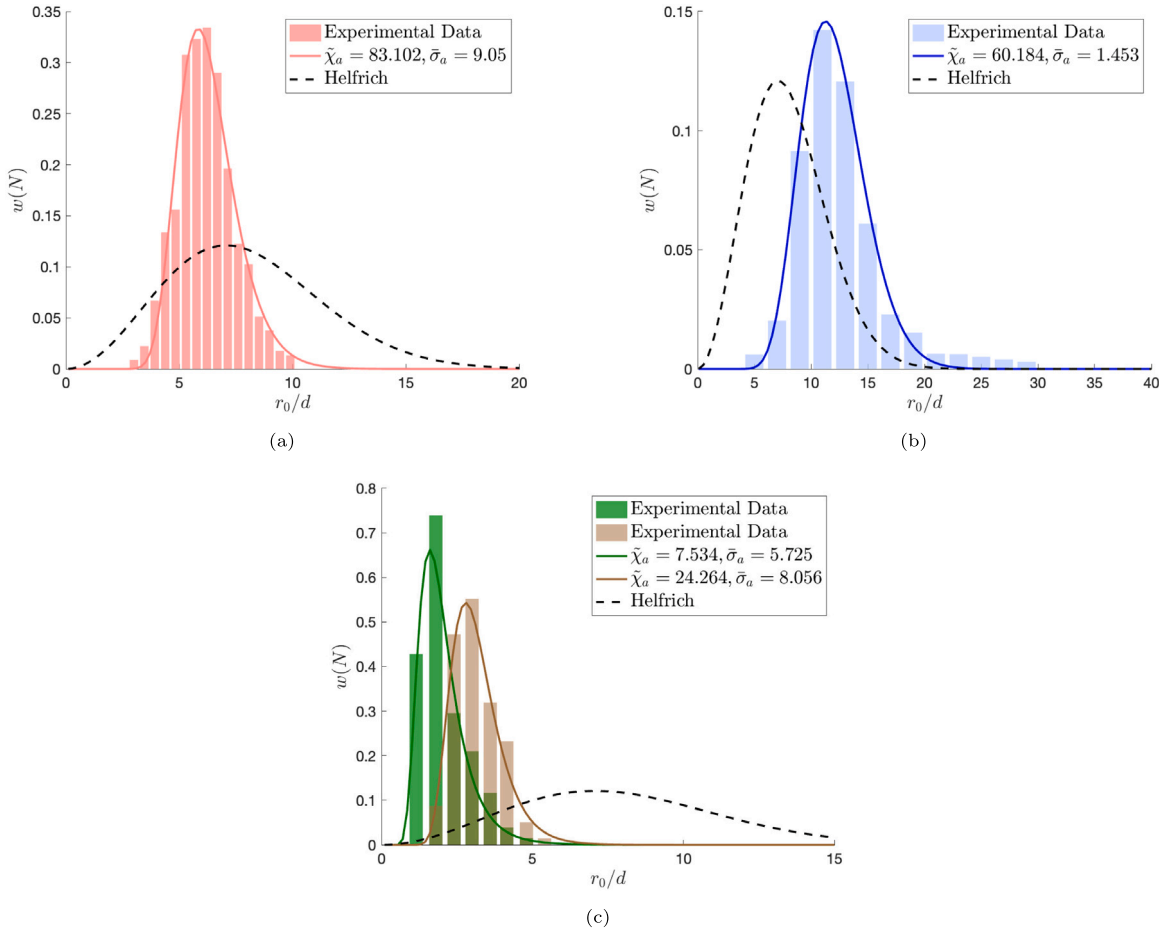 Experimental Data
χ̃ₐ = 83.102, σ̄ₐ = 9.05
Helfrich
0.35
0.3
0.25
0.2
0.15
0.1
0.05
0
w(N)
0 5 10 15 20
r₀/d
(a)
Experimental Data
χ̃ₐ = 60.184, σ̄ₐ = 1.453
Helfrich
0.15
0.1
0.05
0
w(N)
0 5 10 15 20 25 30 35 40
r₀/d
(b)
Experimental Data
Experimental Data
χ̃ₐ = 7.534, σ̄ₐ = 5.725
χ̃ₐ = 24.264, σ̄ₐ = 8.056
Helfrich
0.8
0.7
0.6
0.5
0.4
0.3
0.2
0.1
0
w(N)
0 5 10 15
r₀/d
(c)